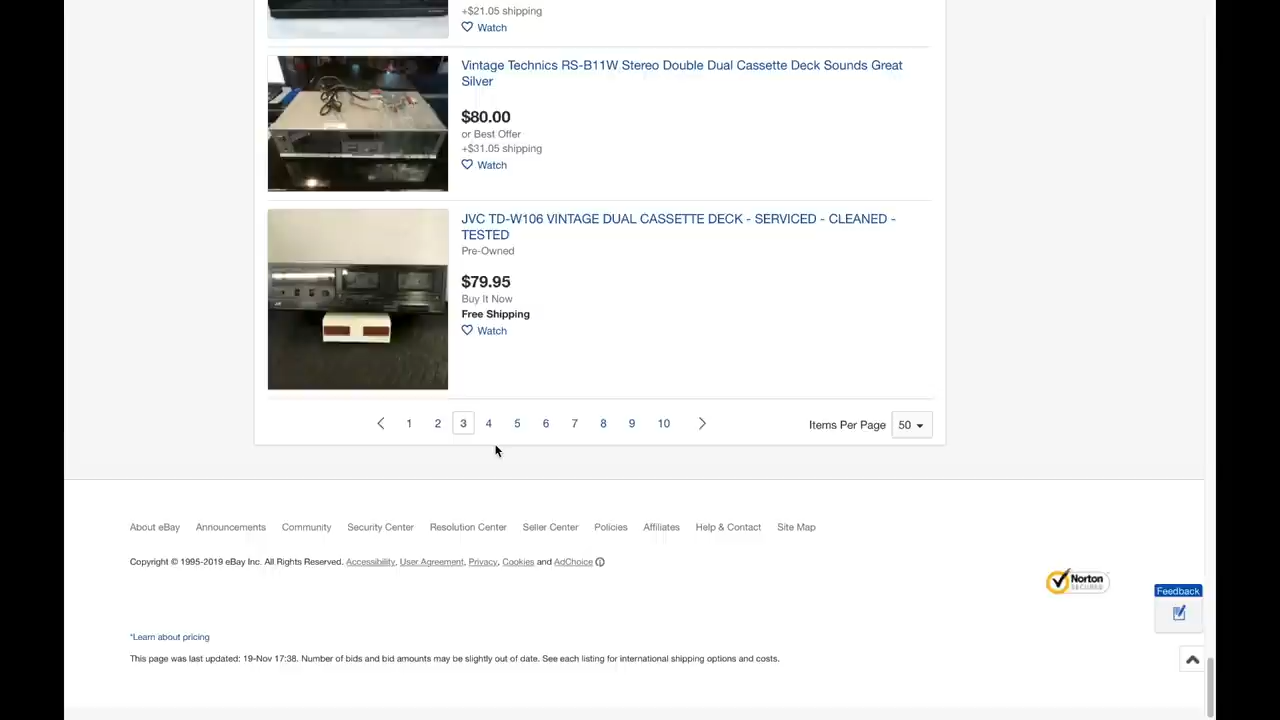 +$21.05 shipping
Watch
Vintage Technics RS-B11W Stereo Double Dual Cassette Deck Sounds Great
Silver
$80.00
or Best Offer
+$31.05 shipping
Watch
JVC TD-W106 VINTAGE DUAL CASSETTE DECK - SERVICED - CLEANED -
TESTED
Pre-Owned
$79.95
Buy It Now
Free Shipping
Watch
1 2 3 4 5 6 7 8 9 10
Items Per Page 50
About eBay Announcements Community Security Center Resolution Center Seller Center Policies Affiliates Help & Contact Site Map
Copyright © 1995-2019 eBay Inc. All Rights Reserved. Accessibility, User Agreement, Privacy, Cookies and AdChoice
Norton
SECURED
Feedback
*Learn about pricing
This page was last updated: 19-Nov 17:38. Number of bids and bid amounts may be slightly out of date. See each listing for international shipping options and costs.